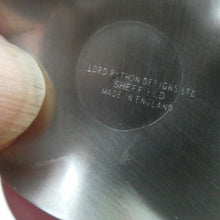 LORD PYTHON DESIGNS LTD
SHEFFIELD
MADE IN ENGLAND